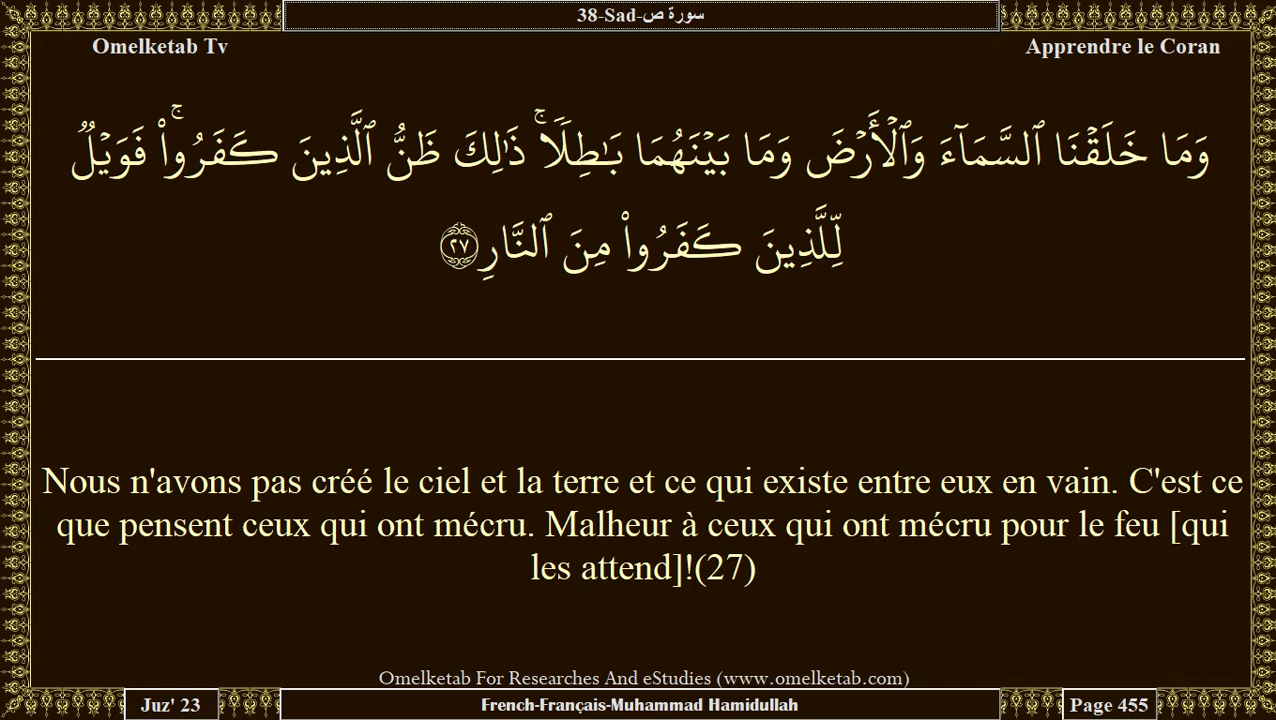 38-Sad-سورة ص
Omelketab Tv
Apprendre le Coran
وَمَا خَلَقْنَا ٱلسَّمَآءَ وَٱلْأَرْضَ وَمَا بَيْنَهُمَا بَـٰطِلًا ۚ ذَٰلِكَ ظَنُّ ٱلَّذِينَ كَفَرُوا۟ ۚ فَوَيْلٌ
لِّلَّذِينَ كَفَرُوا۟ مِنَ ٱلنَّارِ ۝٢٧
Nous n'avons pas créé le ciel et la terre et ce qui existe entre eux en vain. C'est ce
que pensent ceux qui ont mécru. Malheur à ceux qui ont mécru pour le feu [qui
les attend]!(27)
Omelketab For Researches And eStudies (www.omelketab.com)
Juz' 23
French-Français-Muhammad Hamidullah
Page 455